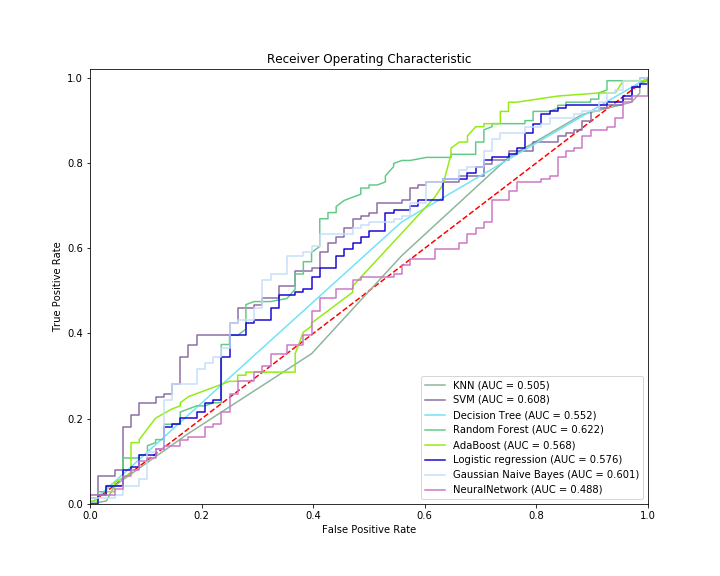 Receiver Operating Characteristic
1.0
0.8
0.6
0.4
0.2
0.0
True Positive Rate
KNN (AUC = 0.505)
SVM (AUC = 0.608)
Decision Tree (AUC = 0.552)
Random Forest (AUC = 0.622)
AdaBoost (AUC = 0.568)
Logistic regression (AUC = 0.576)
Gaussian Naive Bayes (AUC = 0.601)
NeuralNetwork (AUC = 0.488)
0.0 0.2 0.4 0.6 0.8 1.0
False Positive Rate